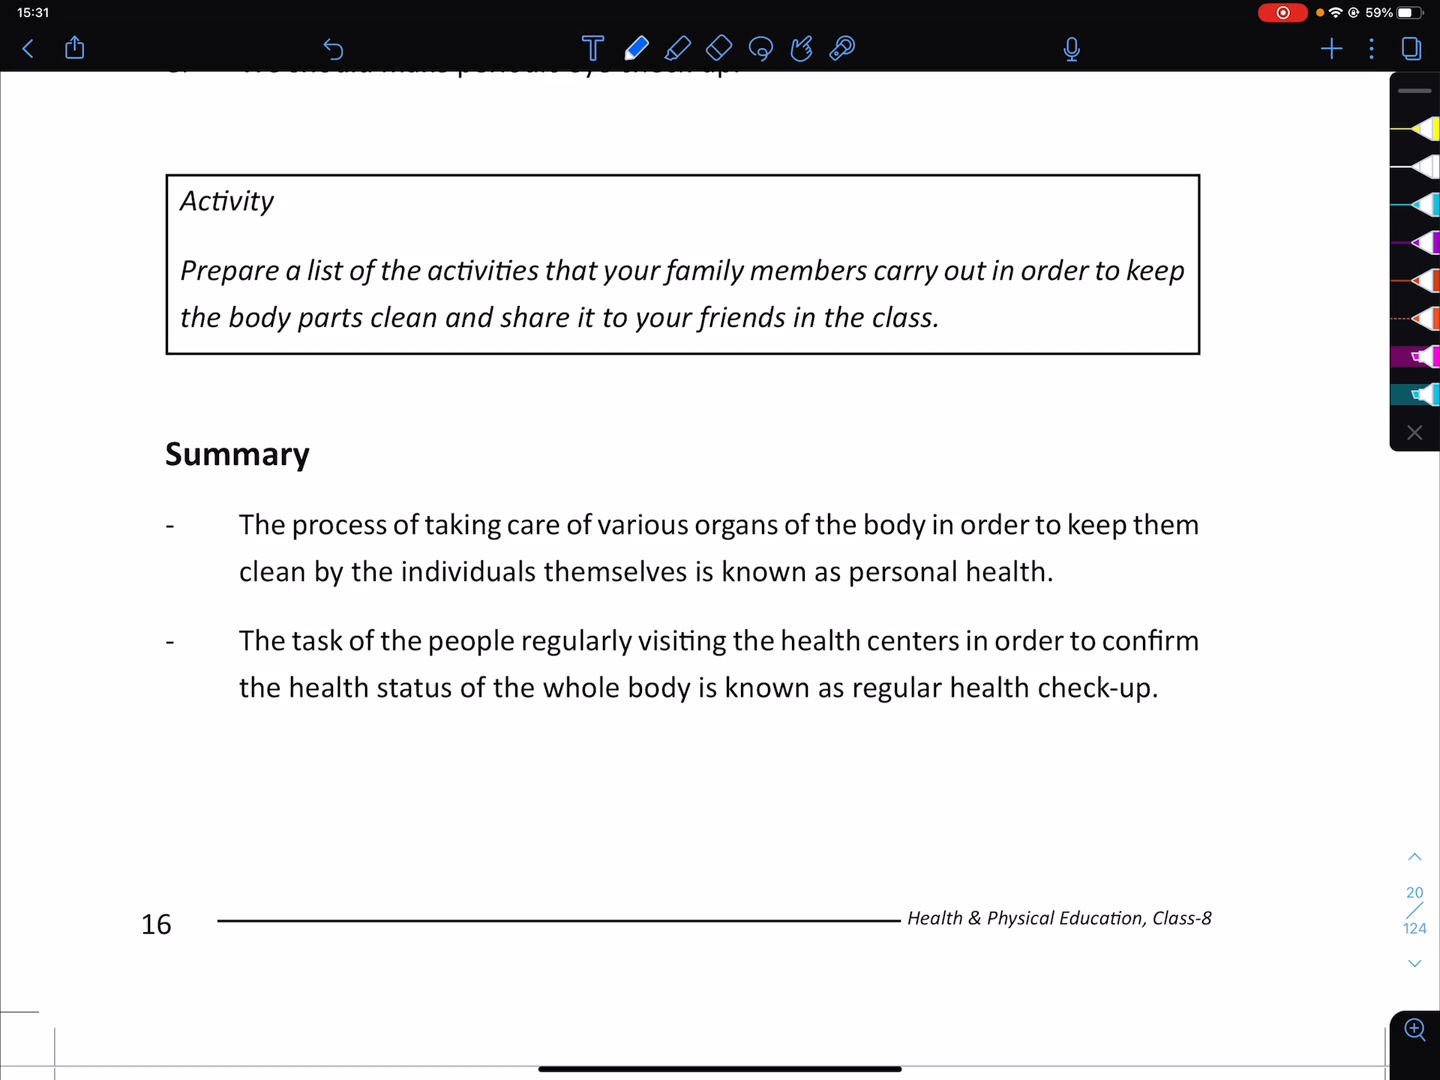 15:31
59%
Activity
Prepare a list of the activities that your family members carry out in order to keep
the body parts clean and share it to your friends in the class.
Summary
- The process of taking care of various organs of the body in order to keep them
clean by the individuals themselves is known as personal health.
- The task of the people regularly visiting the health centers in order to confirm
the health status of the whole body is known as regular health check-up.
20
124
16 Health & Physical Education, Class-8